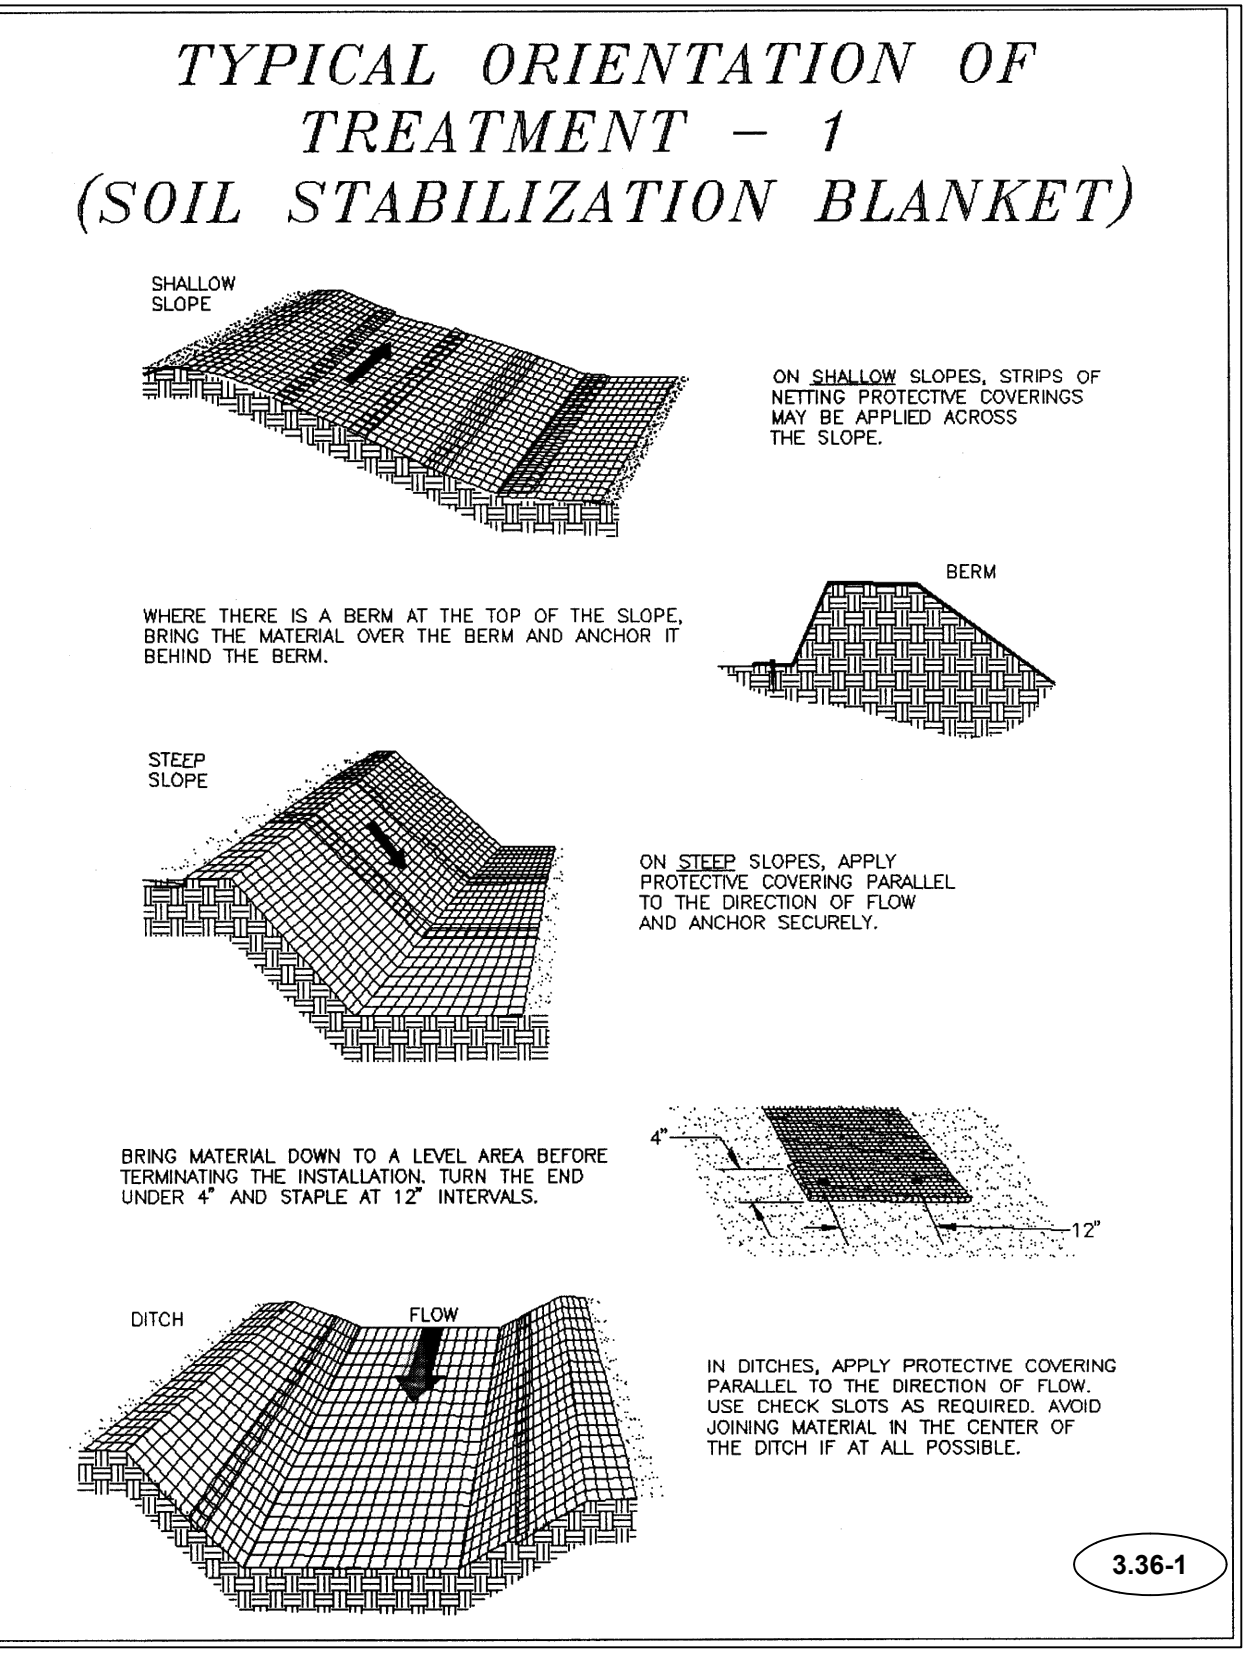 TYPICAL ORIENTATION OF
TREATMENT - 1
(SOIL STABILIZATION BLANKET)
SHALLOW
SLOPE
ON SHALLOW SLOPES, STRIPS OF
NETTING PROTECTIVE COVERINGS
MAY BE APPLIED ACROSS
THE SLOPE.
BERM
WHERE THERE IS A BERM AT THE TOP OF THE SLOPE,
BRING THE MATERIAL OVER THE BERM AND ANCHOR IT
BEHIND THE BERM.
STEEP
SLOPE
ON STEEP SLOPES, APPLY
PROTECTIVE COVERING PARALLEL
TO THE DIRECTION OF FLOW
AND ANCHOR SECURELY.
BRING MATERIAL DOWN TO A LEVEL AREA BEFORE
TERMINATING THE INSTALLATION. TURN THE END
UNDER 4" AND STAPLE AT 12" INTERVALS.
4"
12"
DITCH
FLOW
IN DITCHES, APPLY PROTECTIVE COVERING
PARALLEL TO THE DIRECTION OF FLOW.
USE CHECK SLOTS AS REQUIRED. AVOID
JOINING MATERIAL IN THE CENTER OF
THE DITCH IF AT ALL POSSIBLE.
3.36-1